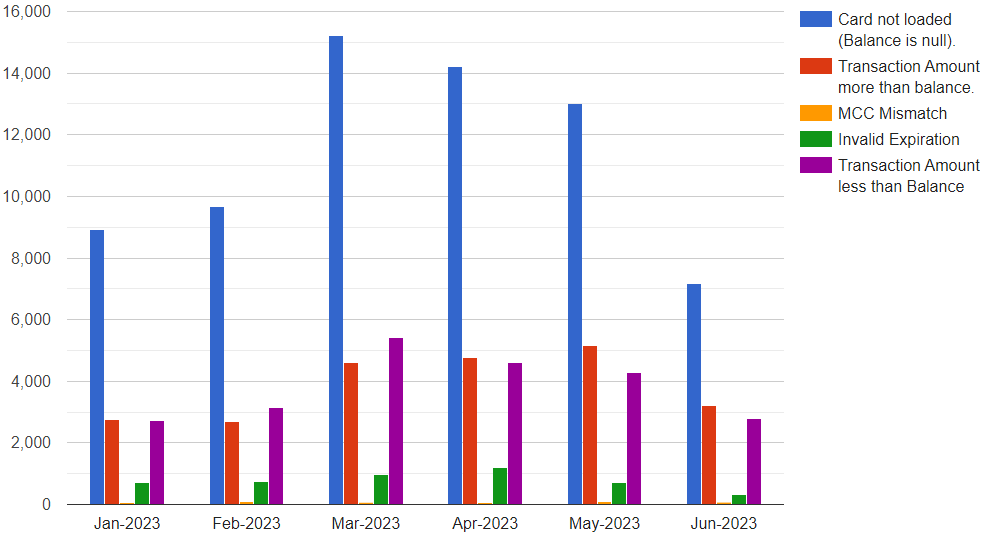 16,000
14,000
12,000
10,000
8,000
6,000
4,000
2,000
0
Jan-2023
Feb-2023
Mar-2023
Apr-2023
May-2023
Jun-2023
Card not loaded
(Balance is null).
Transaction Amount
more than balance.
MCC Mismatch
Invalid Expiration
Transaction Amount
less than Balance